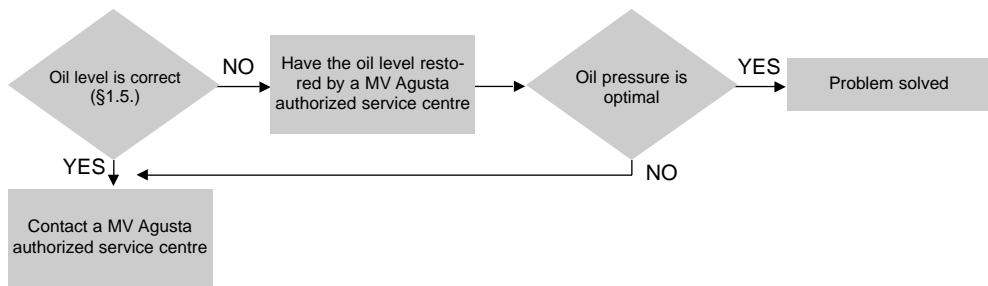 Oil level is correct
(§1.5.)
NO
Have the oil level resto-
red by a MV Agusta
authorized service centre
Oil pressure is
optimal
YES
Problem solved
YES
NO
Contact a MV Agusta
authorized service centre